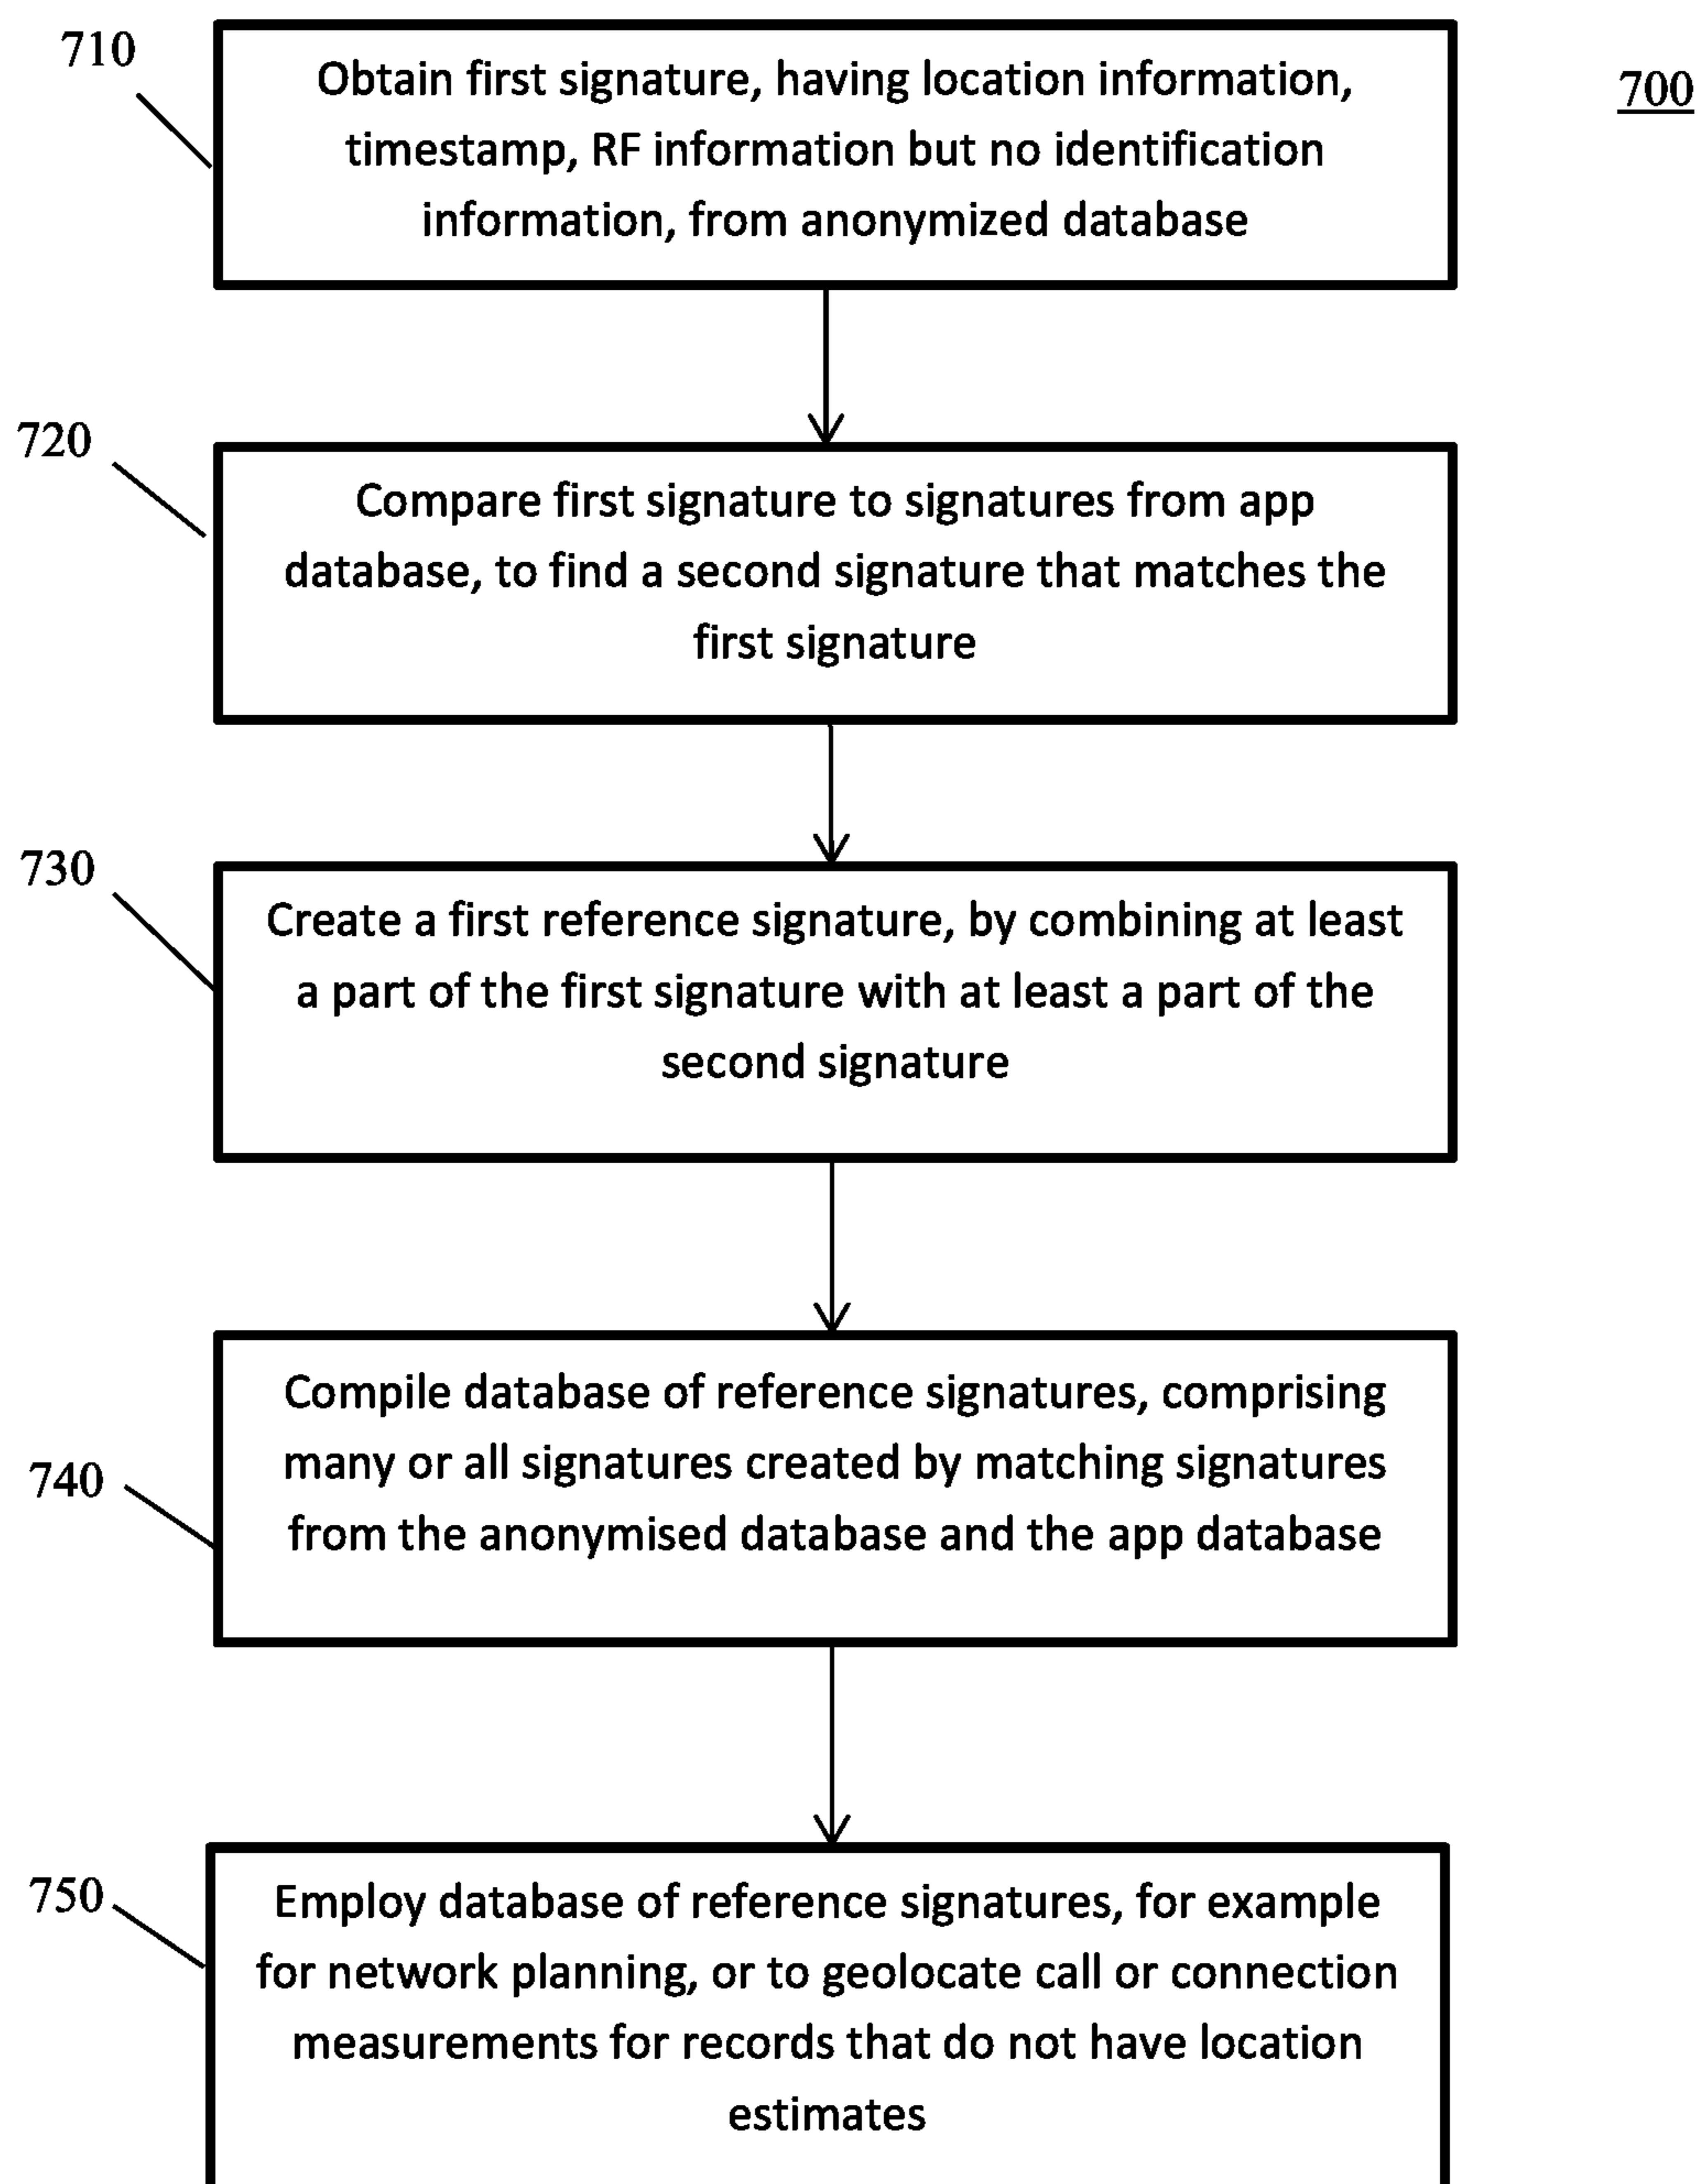 710
700
Obtain first signature, having location information,
timestamp, RF information but no identification
information, from anonymized database
720
Compare first signature to signatures from app
database, to find a second signature that matches the
first signature
730
Create a first reference signature, by combining at least
a part of the first signature with at least a part of the
second signature
740
Compile database of reference signatures, comprising
many or all signatures created by matching signatures
from the anonymised database and the app database
750
Employ database of reference signatures, for example
for network planning, or to geolocate call or connection
measurements for records that do not have location
estimates